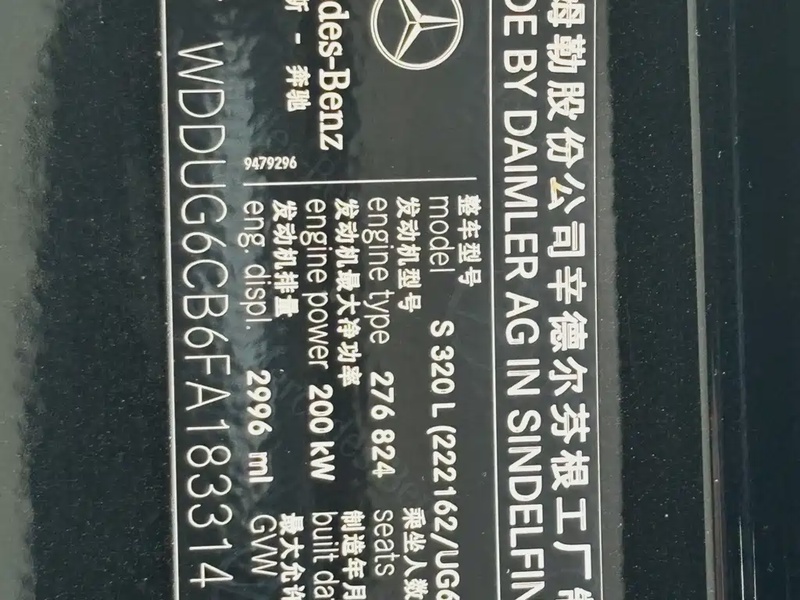 姆勒股份公司辛德尔芬根工厂制
DE BY DAIMLER AG IN SINDELFIN
des-Benz
斯 - 奔驰
9479296
整车型号
model S 320 L (222162/UG6
发动机型号 乘坐人数
engine type 276 824 seats
发动机最大净功率 制造年月
engine power 200 kW built da
发动机排量 最大允许
eng. displ. 2996 ml GVW
WDDUG6CB6FA183314